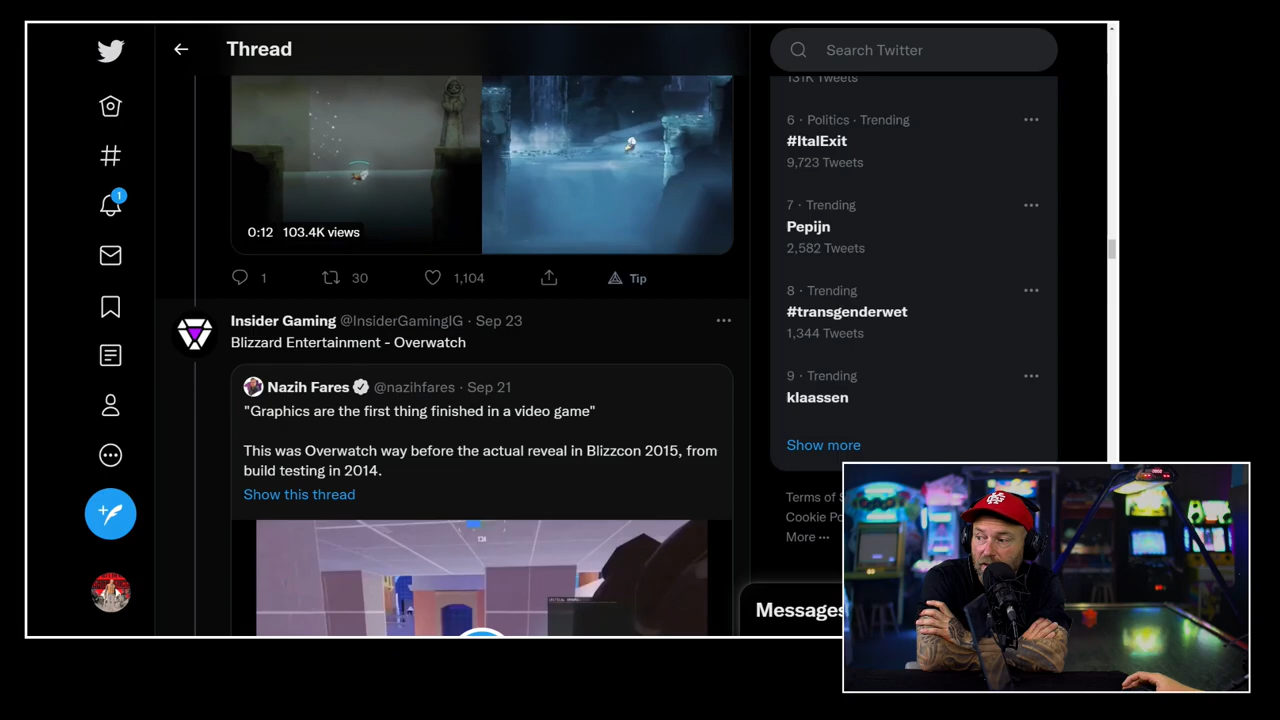 Thread
Search Twitter
131K Tweets
0:12 103.4K views
1 30 1,104 Tip
Insider Gaming @InsiderGamingIG · Sep 23
Blizzard Entertainment - Overwatch
Nazih Fares @nazihfares · Sep 21
"Graphics are the first thing finished in a video game"
This was Overwatch way before the actual reveal in Blizzcon 2015, from
build testing in 2014.
Show this thread
6 · Politics · Trending
#ItalExit
9,723 Tweets
7 · Trending
Pepijn
2,582 Tweets
8 · Trending
#transgenderwet
1,344 Tweets
9 · Trending
klaassen
Show more
Terms of S
Cookie Po
More ···
Messages
1